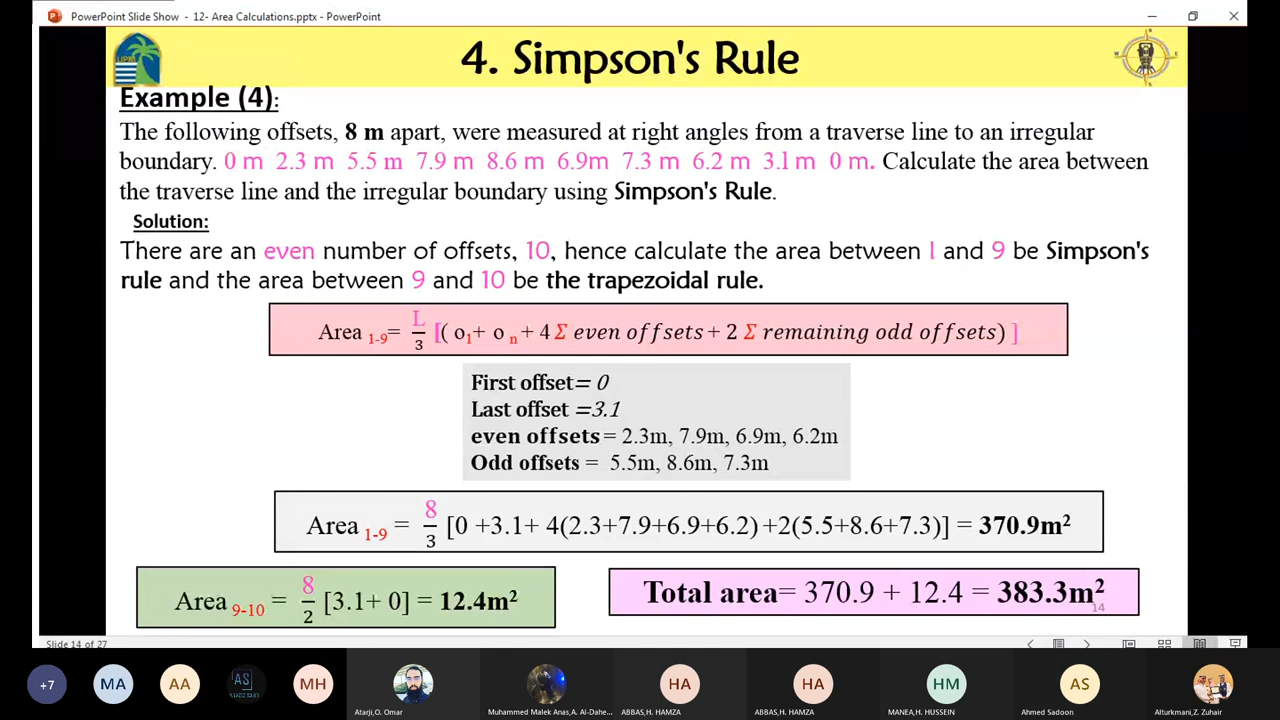 PowerPoint Slide Show - 12- Area Calculations.pptx - PowerPoint
UPM
4. Simpson's Rule
Example (4):
The following offsets, 8 m apart, were measured at right angles from a traverse line to an irregular
boundary. 0 m 2.3 m 5.5 m 7.9 m 8.6 m 6.9m 7.3 m 6.2 m 3.1 m 0 m. Calculate the area between
the traverse line and the irregular boundary using Simpson's Rule.
Solution:
There are an even number of offsets, 10, hence calculate the area between 1 and 9 be Simpson's
rule and the area between 9 and 10 be the trapezoidal rule.
Area 1-9= L/3 [( o1+ o n + 4 Σ even offsets + 2 Σ remaining odd offsets) ]
First offset= 0
Last offset =3.1
even offsets = 2.3m, 7.9m, 6.9m, 6.2m
Odd offsets = 5.5m, 8.6m, 7.3m
Area 1-9 = 8/3 [0 +3.1+ 4(2.3+7.9+6.9+6.2) +2(5.5+8.6+7.3)] = 370.9m²
Area 9-10 = 8/2 [3.1+ 0] = 12.4m²
Total area= 370.9 + 12.4 = 383.3m²
14
Slide 14 of 27
+7 MA AA AS MH HA HA HM AS
Atarji,O. Omar Muhammed Malek Anas,A. Al-Dahe... ABBAS,H. HAMZA ABBAS,H. HAMZA MANEA,H. HUSSEIN Ahmed Sadoon Alturkmani,Z. Zuhair